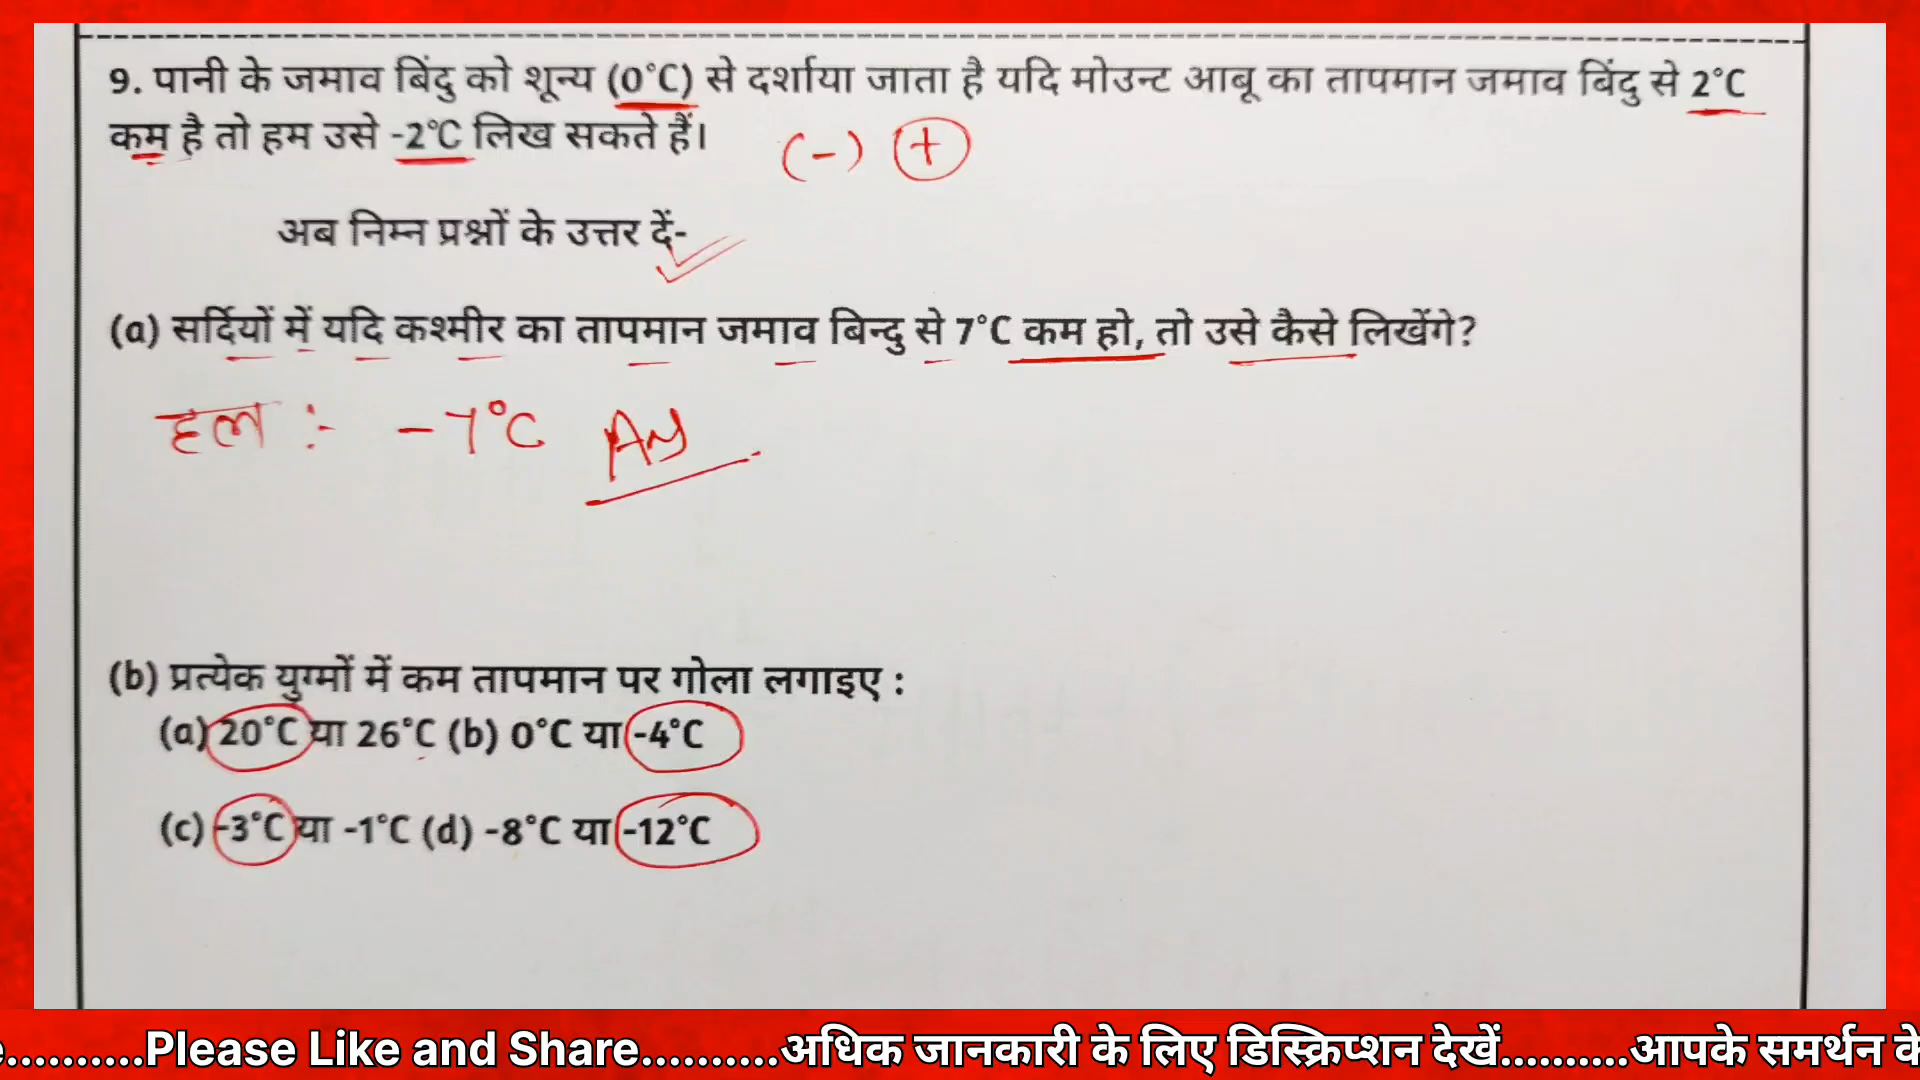 9. पानी के जमाव बिंदु को शून्य (0°C) से दर्शाया जाता है यदि मोउन्ट आबू का तापमान जमाव बिंदु से 2°C
कम है तो हम उसे -2°C लिख सकते हैं।
(-) +
अब निम्न प्रश्नों के उत्तर दें-
(a) सर्दियों में यदि कश्मीर का तापमान जमाव बिन्दु से 7°C कम हो, तो उसे कैसे लिखेंगे?
हल :- -7°C Ans
(b) प्रत्येक युग्मों में कम तापमान पर गोला लगाइए :
(a) 20°C या 26°C (b) 0°C या -4°C
(c) -3°C या -1°C (d) -8°C या -12°C
e..........Please Like and Share..........अधिक जानकारी के लिए डिस्क्रिप्शन देखें..........आपके समर्थन के